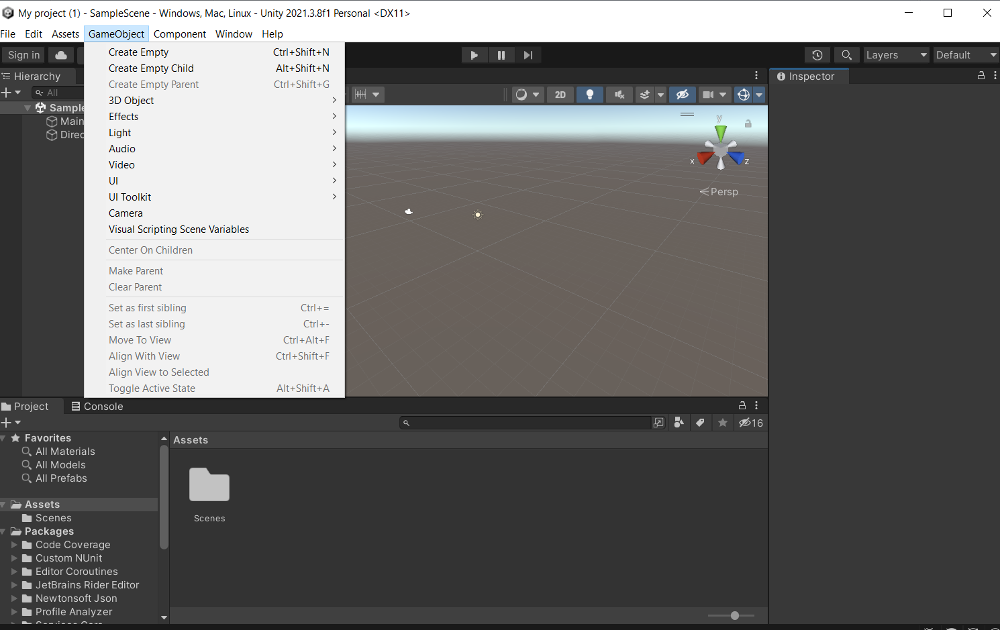 My project (1) - SampleScene - Windows, Mac, Linux - Unity 2021.3.8f1 Personal <DX11>
File Edit Assets GameObject Component Window Help
Sign in Layers Default
Hierarchy
All
Sample
Main
Direc
Create Empty Ctrl+Shift+N
Create Empty Child Alt+Shift+N
Create Empty Parent Ctrl+Shift+G
3D Object
Effects
Light
Audio
Video
UI
UI Toolkit
Camera
Visual Scripting Scene Variables
Center On Children
Make Parent
Clear Parent
Set as first sibling Ctrl+=
Set as last sibling Ctrl+-
Move To View Ctrl+Alt+F
Align With View Ctrl+Shift+F
Align View to Selected
Toggle Active State Alt+Shift+A
2D
y
x z
Persp
Inspector
Project Console
16
Favorites
All Materials
All Models
All Prefabs
Assets
Scenes
Packages
Code Coverage
Custom NUnit
Editor Coroutines
JetBrains Rider Editor
Newtonsoft Json
Profile Analyzer
Services Core
Assets
Scenes